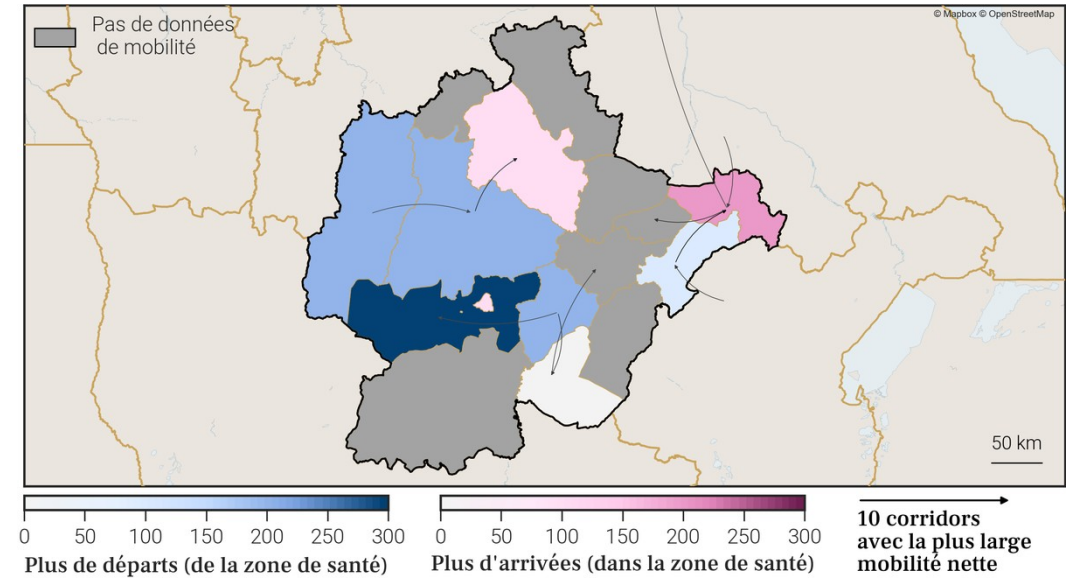 © Mapbox © OpenStreetMap
Pas de données
de mobilité
50 km
0 50 100 150 200 250 300
Plus de départs (de la zone de santé)
0 50 100 150 200 250 300
Plus d'arrivées (dans la zone de santé)
10 corridors
avec la plus large
mobilité nette